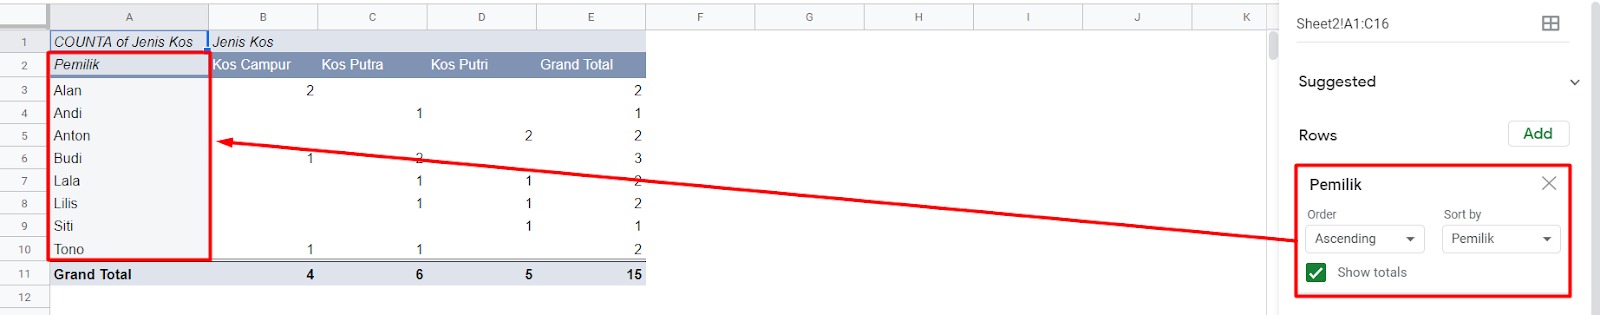 A B C D E F G H I J K
Sheet2!A1:C16
1 COUNTA of Jenis Kos Jenis Kos
2 Pemilik Kos Campur Kos Putra Kos Putri Grand Total
Suggested
3 Alan 2 2
4 Andi 1 1
5 Anton 2 2
Rows Add
6 Budi 1 2 3
7 Lala 1 1 2
Pemilik
8 Lilis 1 1 2
Order Sort by
9 Siti 1 1
Ascending Pemilik
10 Tono 1 1 2
11 Grand Total 4 6 5 15
Show totals
12